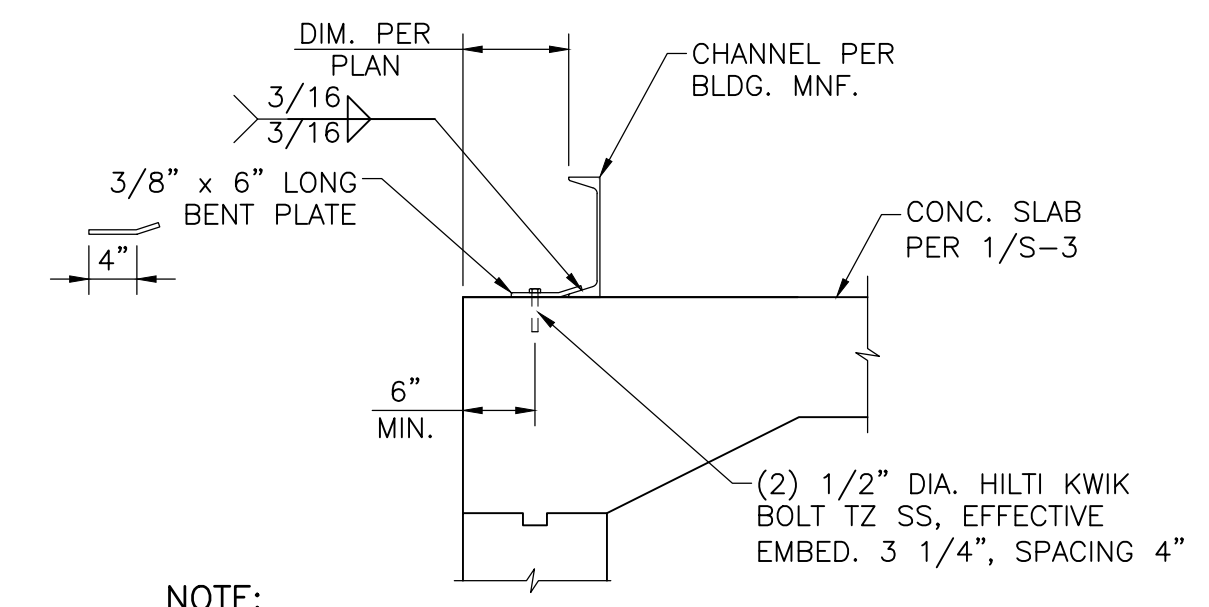 DIM. PER
PLAN
CHANNEL PER
BLDG. MNF.
3/16
3/16
3/8” x 6” LONG
BENT PLATE
4”
CONC. SLAB
PER 1/S-3
6”
MIN.
(2) 1/2” DIA. HILTI KWIK
BOLT TZ SS, EFFECTIVE
EMBED. 3 1/4”, SPACING 4”
NOTE: